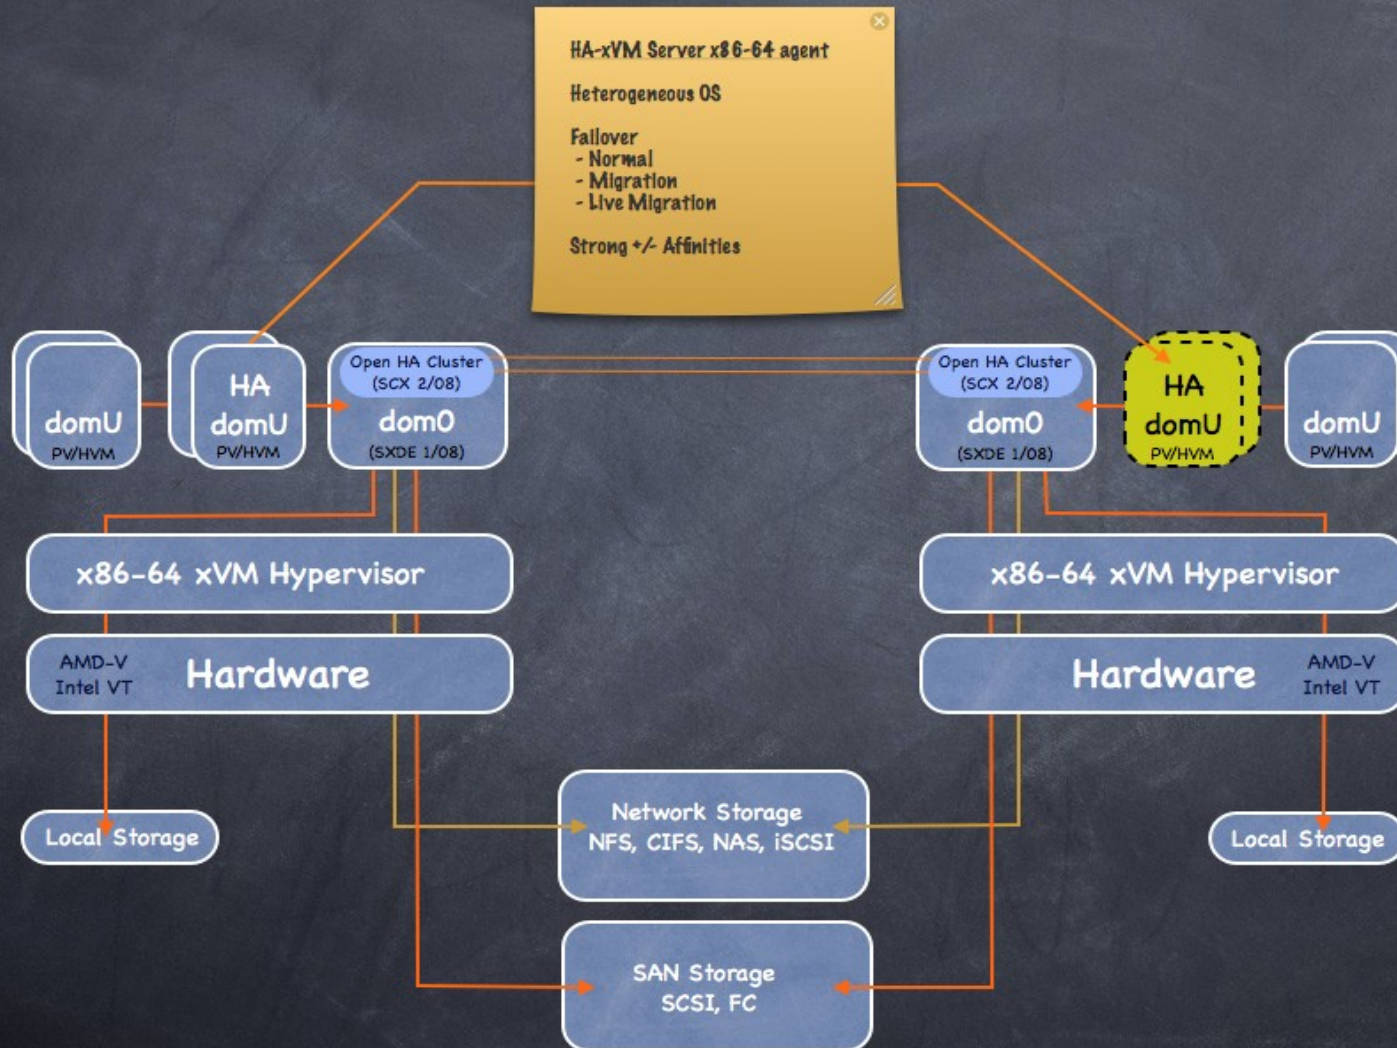 HA-xVM Server x86-64 agent
Heterogeneous OS
Failover
- Normal
- Migration
- Live Migration
Strong +/- Affinities
domU
PV/HVM
HA
domU
PV/HVM
Open HA Cluster
(SCX 2/08)
dom0
(SXDE 1/08)
Open HA Cluster
(SCX 2/08)
dom0
(SXDE 1/08)
HA
domU
PV/HVM
domU
PV/HVM
x86-64 xVM Hypervisor
x86-64 xVM Hypervisor
AMD-V
Intel VT
Hardware
Hardware
AMD-V
Intel VT
Local Storage
Network Storage
NFS, CIFS, NAS, iSCSI
Local Storage
SAN Storage
SCSI, FC